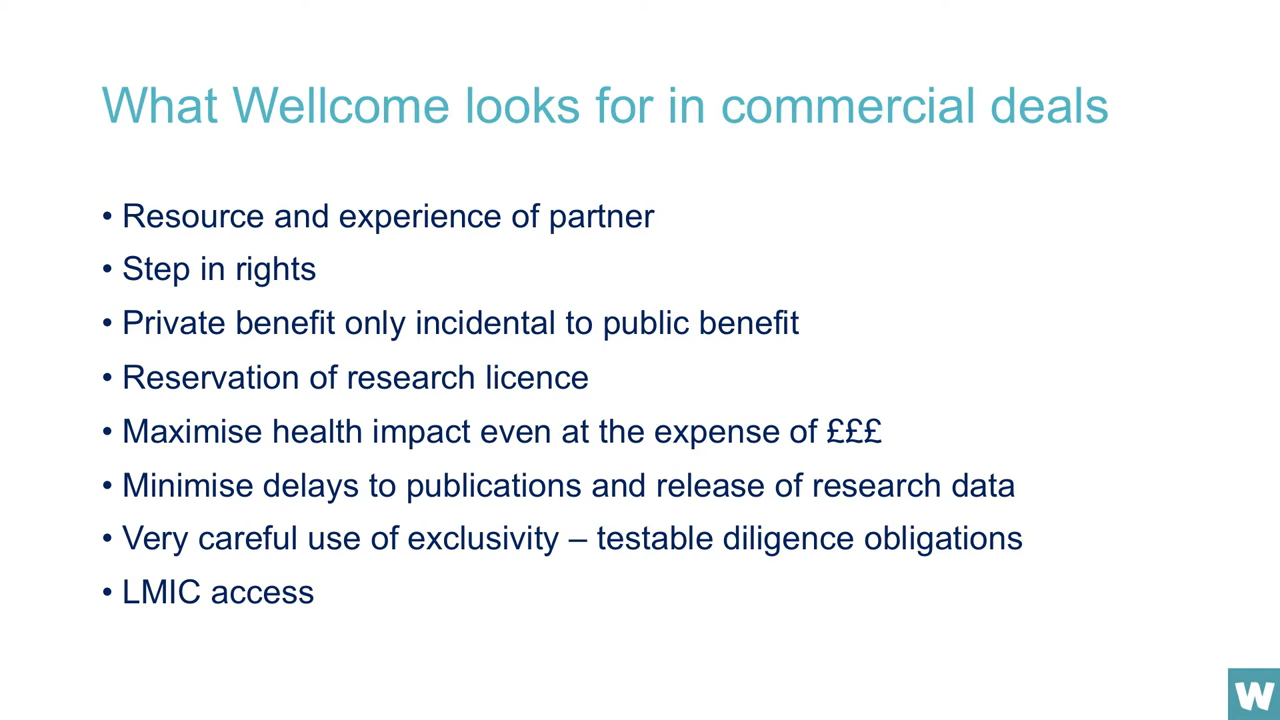 What Wellcome looks for in commercial deals
• Resource and experience of partner
• Step in rights
• Private benefit only incidental to public benefit
• Reservation of research licence
• Maximise health impact even at the expense of £££
• Minimise delays to publications and release of research data
• Very careful use of exclusivity – testable diligence obligations
• LMIC access
W